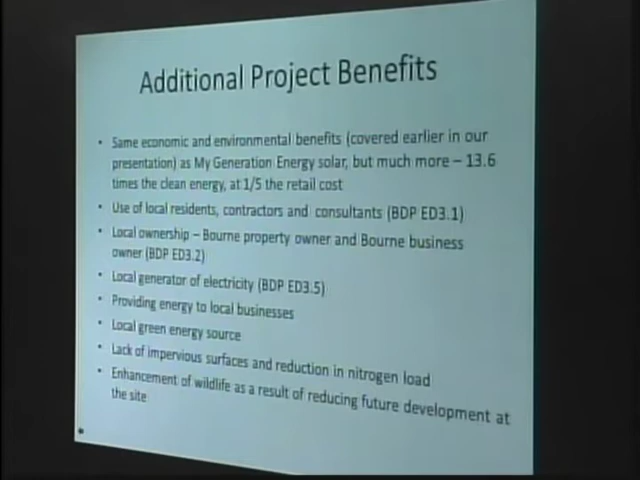 Additional Project Benefits
• Same economic and environmental benefits (covered earlier in our
presentation) as My Generation Energy solar, but much more – 13.6
times the clean energy, at 1/5 the retail cost
• Use of local residents, contractors and consultants (BDP ED3.1)
• Local ownership – Bourne property owner and Bourne business
owner (BDP ED3.2)
• Local generator of electricity (BDP ED3.5)
• Providing energy to local businesses
• Local green energy source
• Lack of impervious surfaces and reduction in nitrogen load
• Enhancement of wildlife as a result of reducing future development at
the site